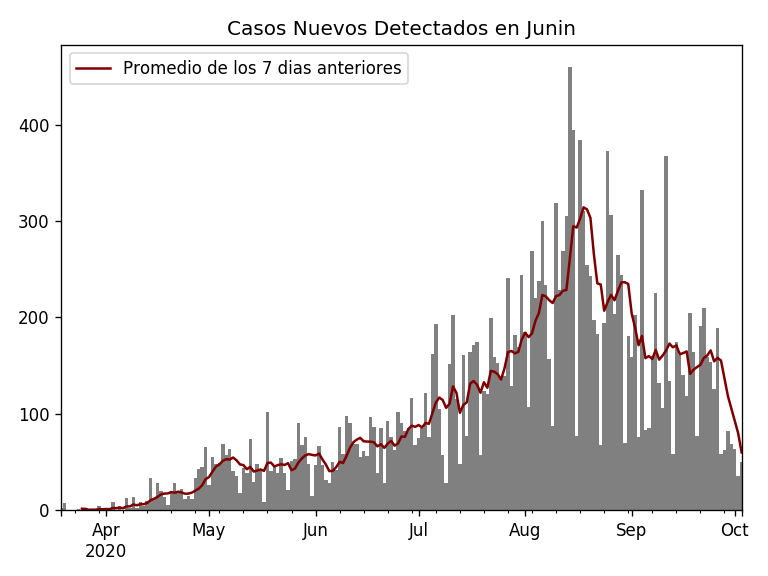 Casos Nuevos Detectados en Junin
Promedio de los 7 dias anteriores
400
300
200
100
0
Apr May Jun Jul Aug Sep Oct
2020